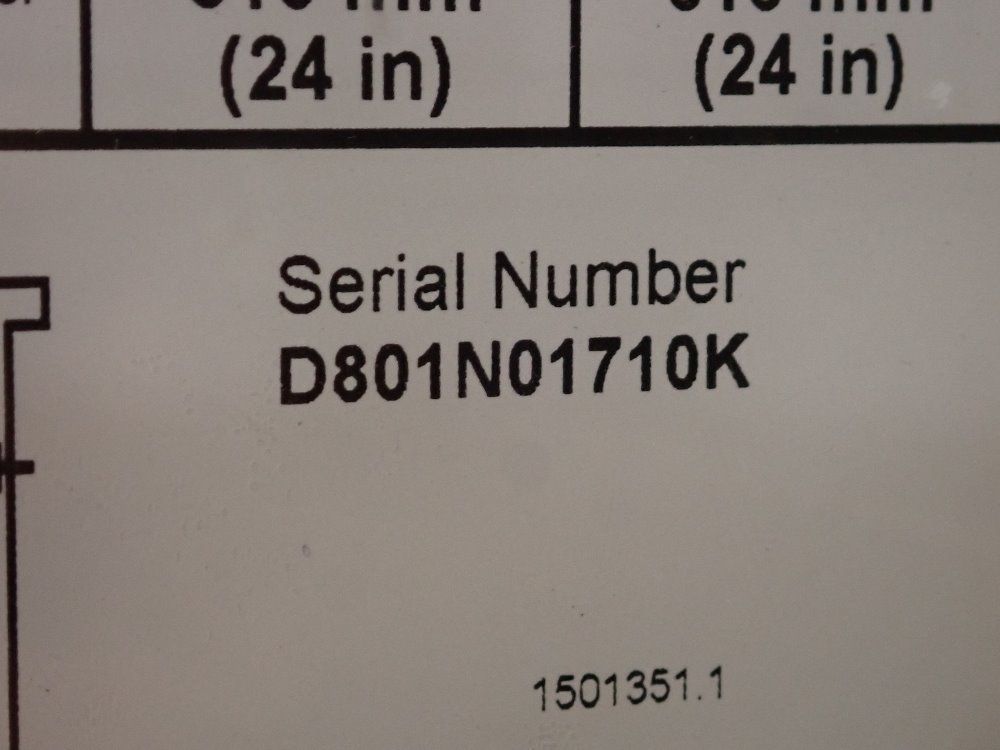 (24 in) (24 in)
Serial Number
D801N01710K
1501351.1